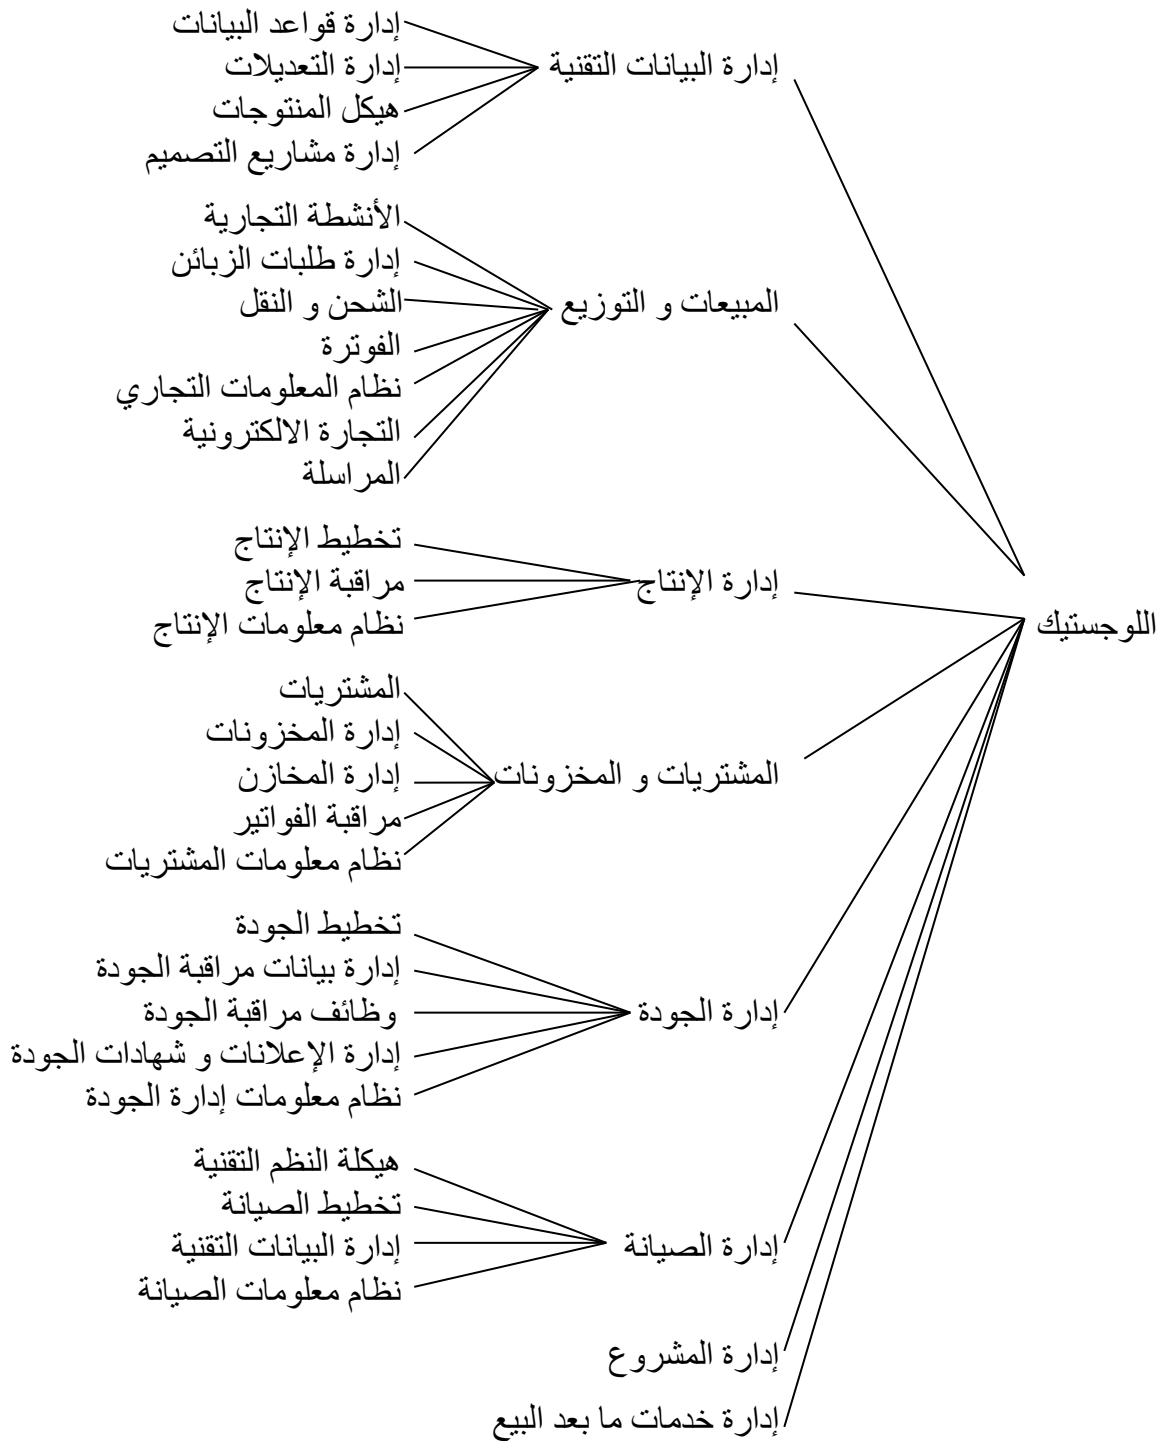 اللوجستيك
إدارة البيانات التقنية
إدارة قواعد البيانات
إدارة التعديلات
هيكل المنتوجات
إدارة مشاريع التصميم
المبيعات و التوزيع
الأنشطة التجارية
إدارة طلبات الزبائن
الشحن و النقل
الفوترة
نظام المعلومات التجاري
التجارة الالكترونية
المراسلة
إدارة الإنتاج
تخطيط الإنتاج
مراقبة الإنتاج
نظام معلومات الإنتاج
المشتريات و المخزونات
المشتريات
إدارة المخزونات
إدارة المخازن
مراقبة الفواتير
نظام معلومات المشتريات
إدارة الجودة
تخطيط الجودة
إدارة بيانات مراقبة الجودة
وظائف مراقبة الجودة
إدارة الإعلانات و شهادات الجودة
نظام معلومات إدارة الجودة
إدارة الصيانة
هيكلة النظم التقنية
تخطيط الصيانة
إدارة البيانات التقنية
نظام معلومات الصيانة
إدارة المشروع
إدارة خدمات ما بعد البيع